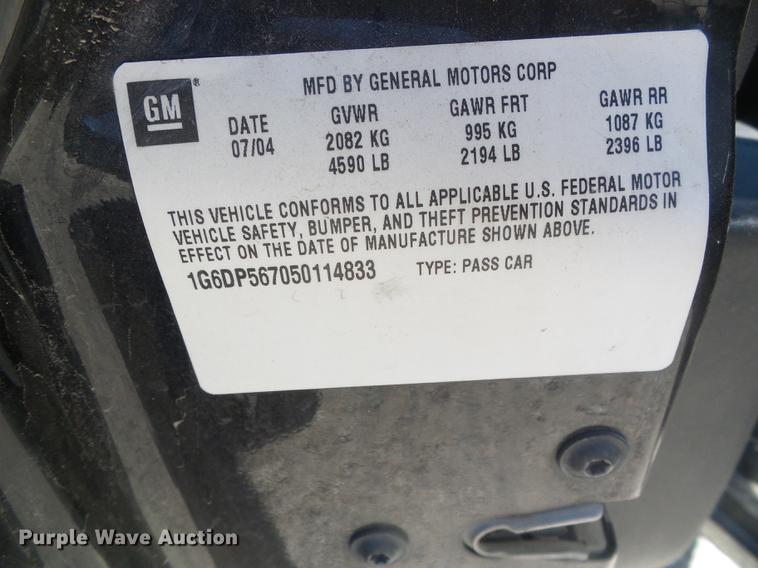 GM
MFD BY GENERAL MOTORS CORP
DATE GVWR GAWR FRT GAWR RR
07/04 2082 KG 995 KG 1087 KG
4590 LB 2194 LB 2396 LB
THIS VEHICLE CONFORMS TO ALL APPLICABLE U.S. FEDERAL MOTOR
VEHICLE SAFETY, BUMPER, AND THEFT PREVENTION STANDARDS IN
EFFECT ON THE DATE OF MANUFACTURE SHOWN ABOVE.
1G6DP567050114833 TYPE: PASS CAR
Purple Wave Auction